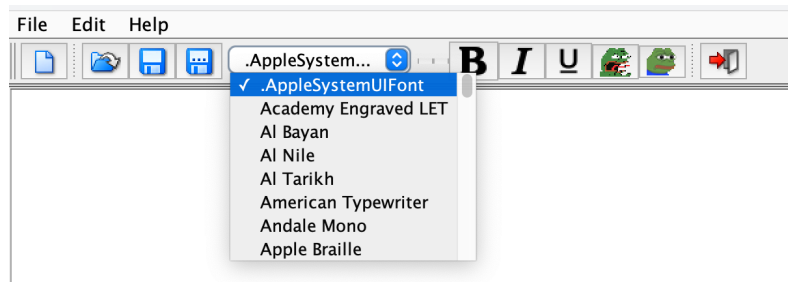 File Edit Help
.AppleSystem... B I U
✓ .AppleSystemUIFont
Academy Engraved LET
Al Bayan
Al Nile
Al Tarikh
American Typewriter
Andale Mono
Apple Braille